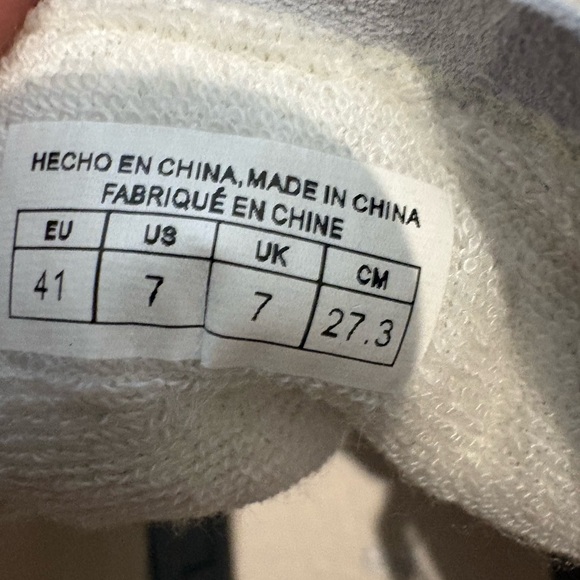 HECHO EN CHINA, MADE IN CHINA
FABRIQUÉ EN CHINE
EU US UK CM
41 7 7 27.3